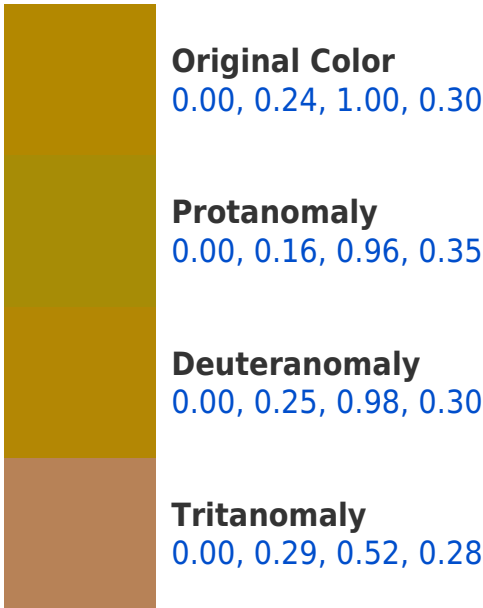 Original Color
0.00, 0.24, 1.00, 0.30
Protanomaly
0.00, 0.16, 0.96, 0.35
Deuteranomaly
0.00, 0.25, 0.98, 0.30
Tritanomaly
0.00, 0.29, 0.52, 0.28